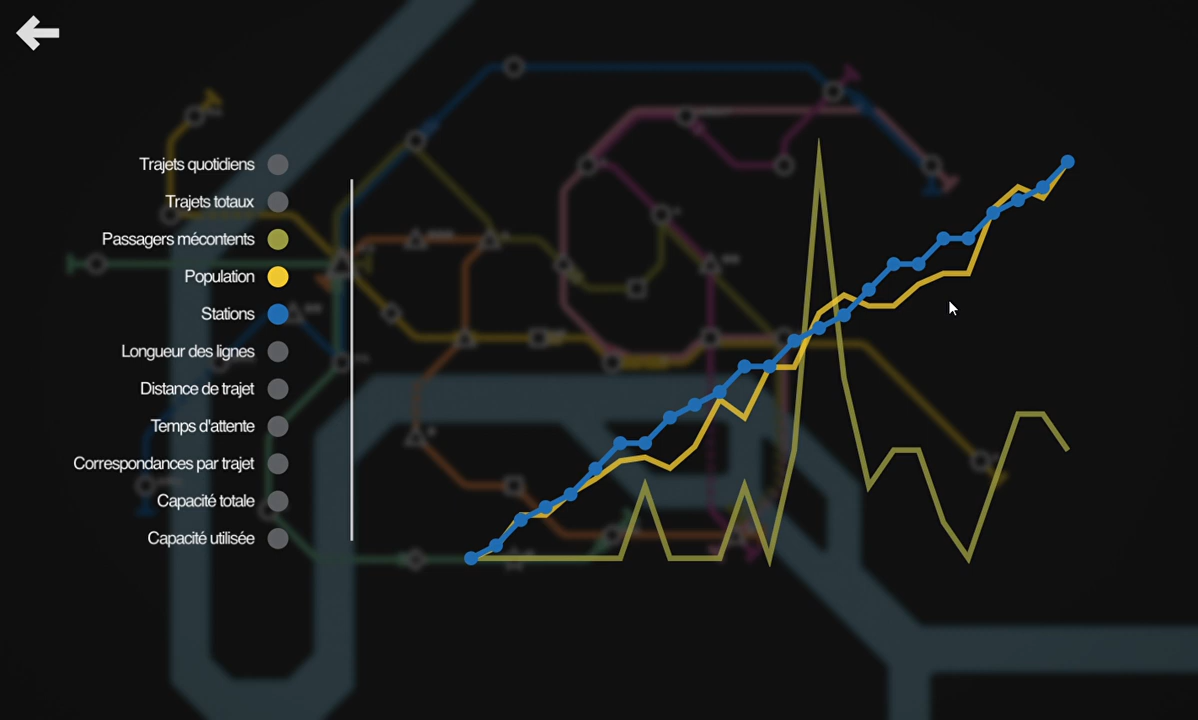 Trajets quotidiens
Trajets totaux
Passagers mécontents
Population
Stations
Longueur des lignes
Distance de trajet
Temps d'attente
Correspondances par trajet
Capacité totale
Capacité utilisée